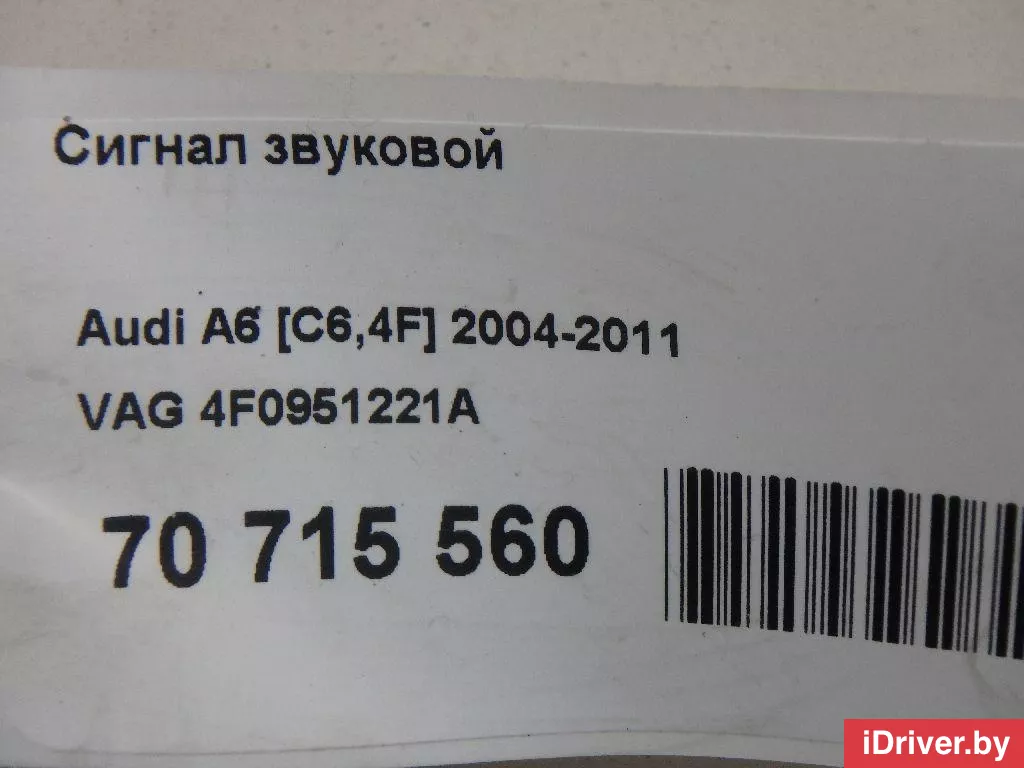 Сигнал звуковой
Audi A6 [C6,4F] 2004-2011
VAG 4F0951221A
70 715 560
iDriver.by